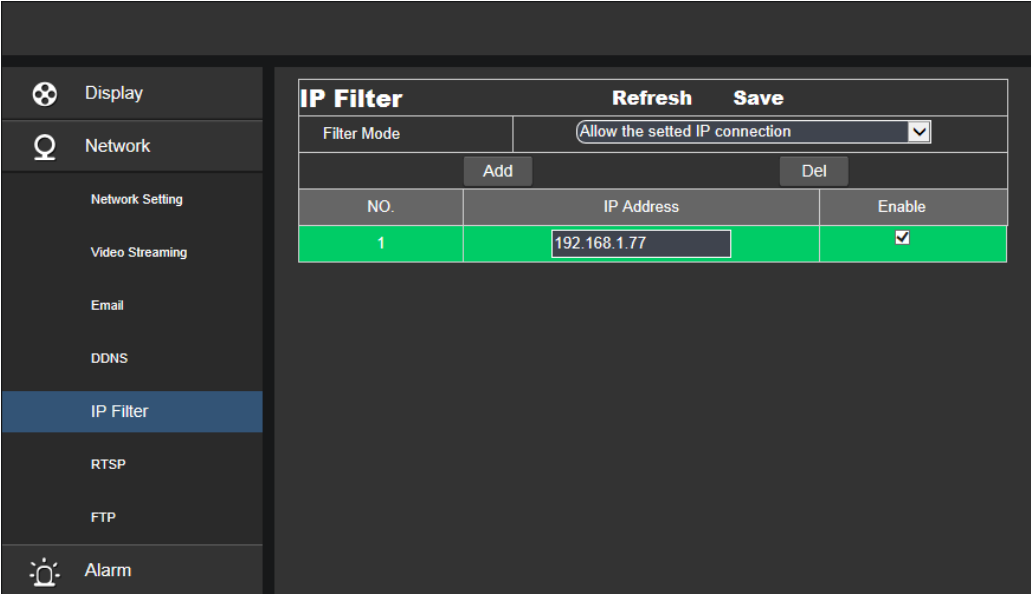 Display
Network
Network Setting
Video Streaming
Email
DDNS
IP Filter
RTSP
FTP
Alarm
IP Filter Refresh Save
Filter Mode Allow the setted IP connection
Add Del
NO. IP Address Enable
1 192.168.1.77